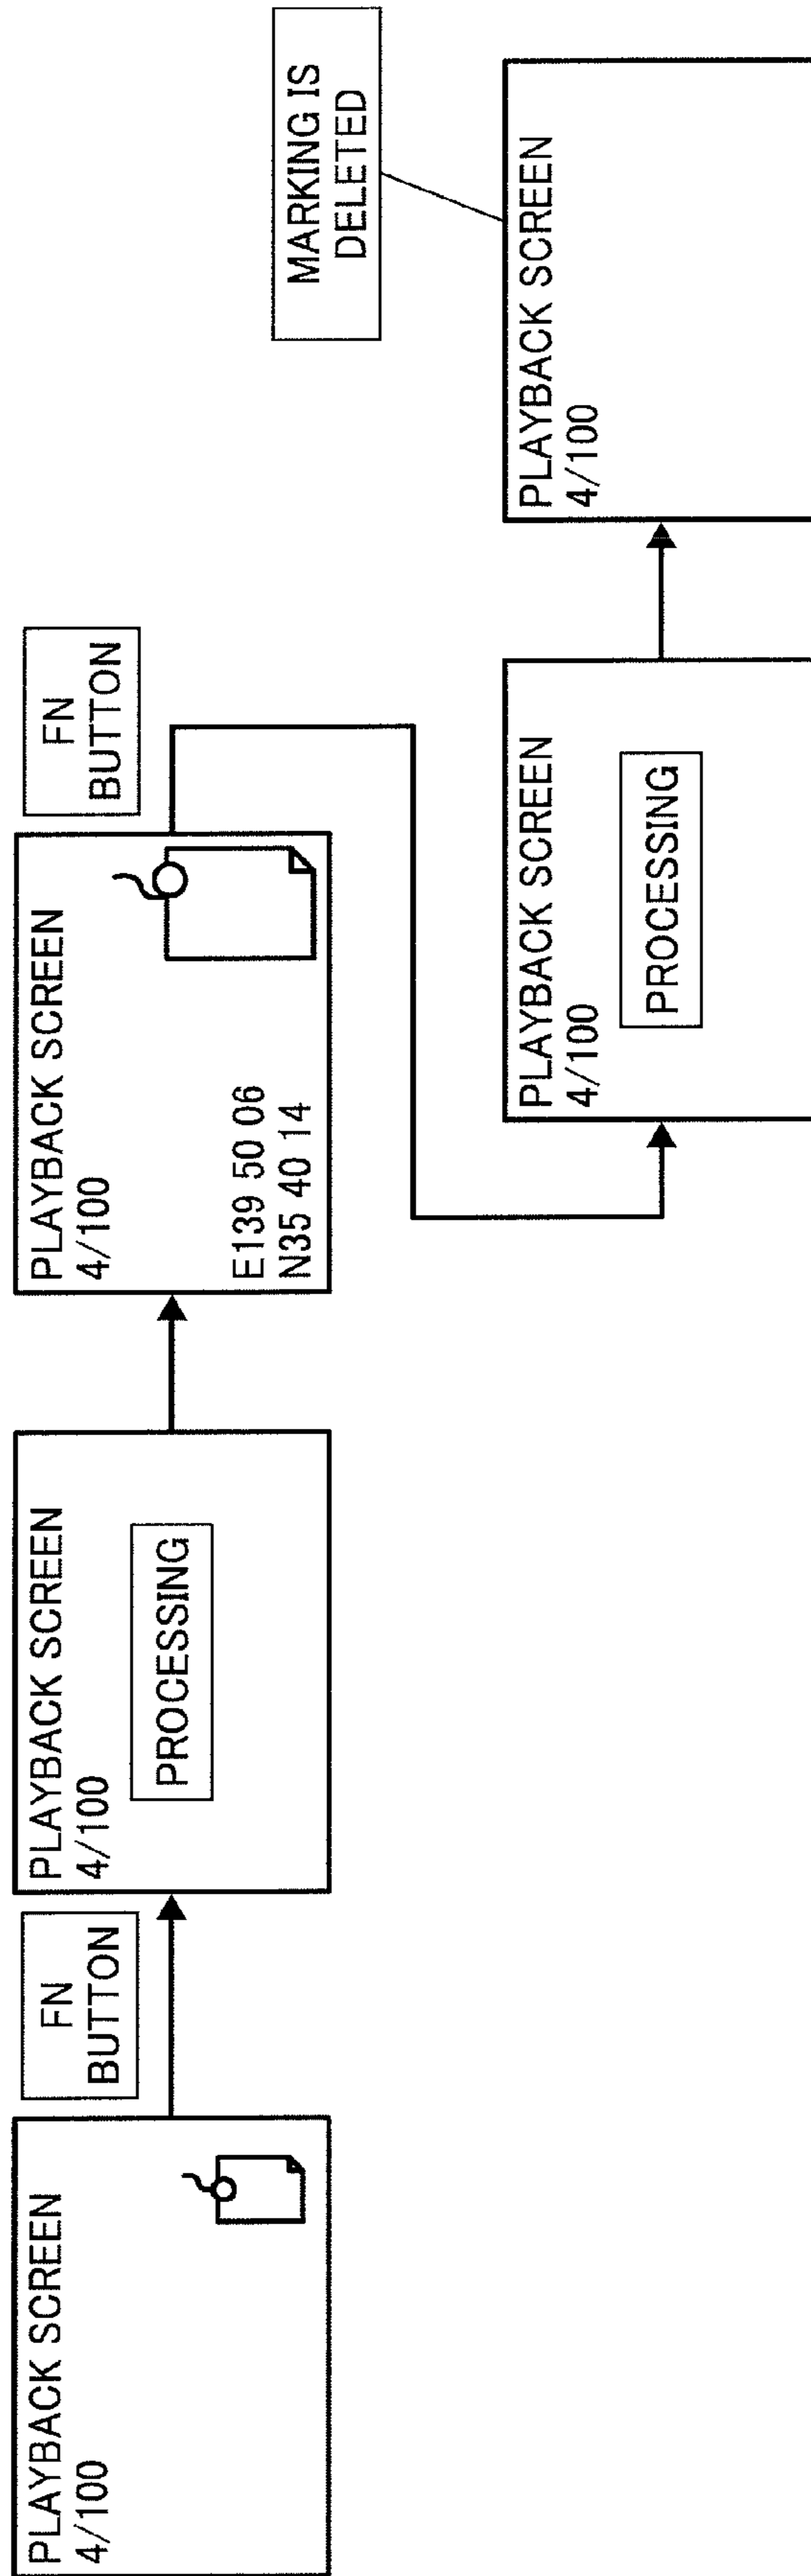 PLAYBACK SCREEN
4/100
FN
BUTTON
PLAYBACK SCREEN
4/100
PROCESSING
PLAYBACK SCREEN
4/100
E139 50 06
N35 40 14
FN
BUTTON
PLAYBACK SCREEN
4/100
PROCESSING
PLAYBACK SCREEN
4/100
MARKING IS
DELETED